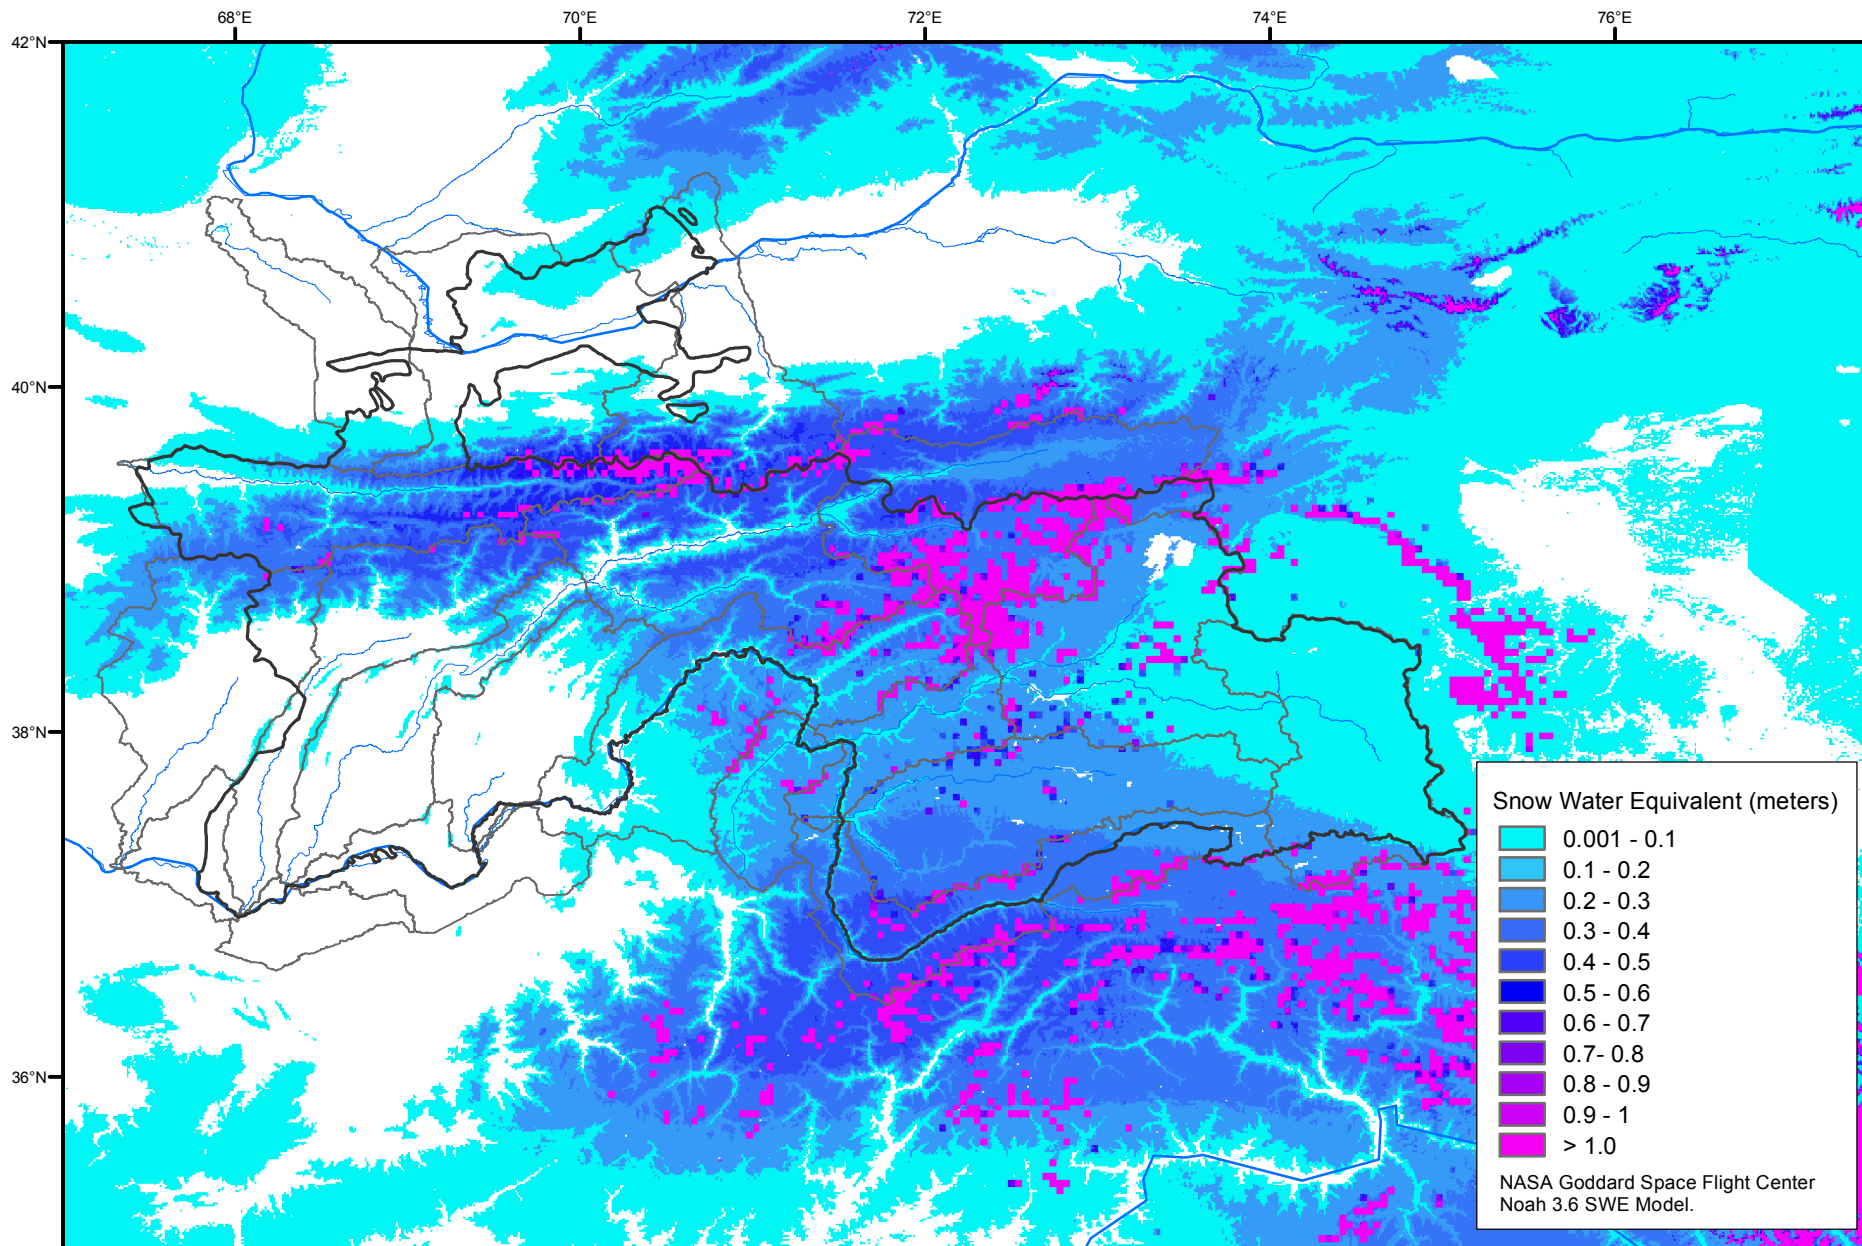 68°E 70°E 72°E 74°E 76°E
42°N
40°N
38°N
36°N
Snow Water Equivalent (meters)
0.001 - 0.1
0.1 - 0.2
0.2 - 0.3
0.3 - 0.4
0.4 - 0.5
0.5 - 0.6
0.6 - 0.7
0.7- 0.8
0.8 - 0.9
0.9 - 1
> 1.0
NASA Goddard Space Flight Center
Noah 3.6 SWE Model.